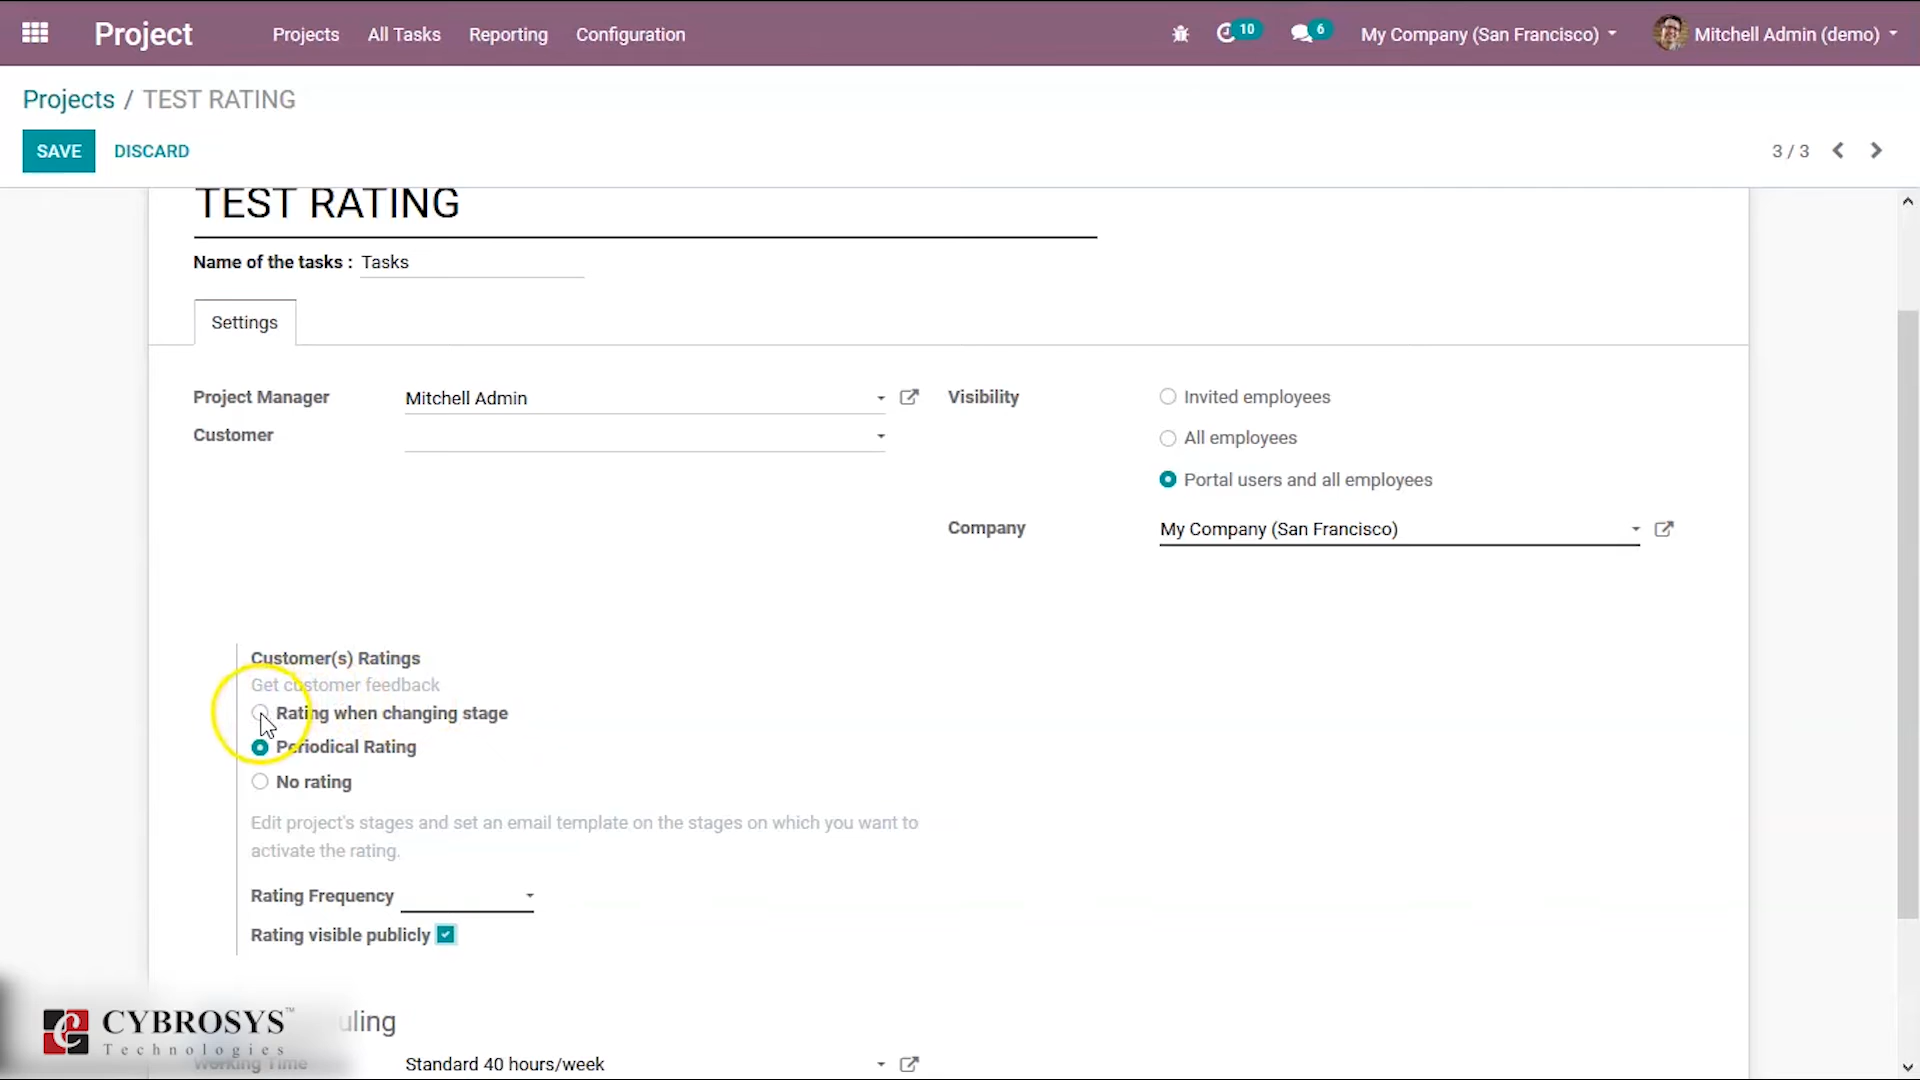 Project Projects All Tasks Reporting Configuration 10 6 My Company (San Francisco) Mitchell Admin (demo)
Projects / TEST RATING
SAVE DISCARD 3 / 3
TEST RATING
Name of the tasks : Tasks
Settings
Project Manager Mitchell Admin Visibility Invited employees
Customer All employees
Portal users and all employees
Company My Company (San Francisco)
Customer(s) Ratings
Get customer feedback
Rating when changing stage
Periodical Rating
No rating
Edit project's stages and set an email template on the stages on which you want to
activate the rating.
Rating Frequency
Rating visible publicly
CYBROSYS™ uling
Technologies
Working Time Standard 40 hours/week